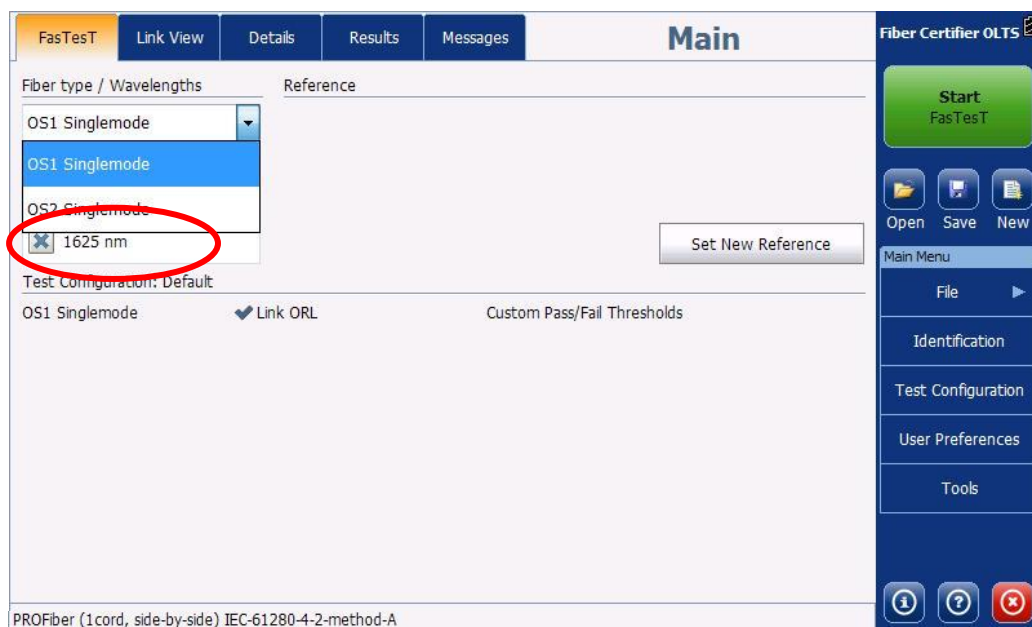 FasTesT
Link View
Details
Results
Messages
Main
Fiber type / Wavelengths
Reference
OS1 Singlemode
OS1 Singlemode
OS2 Singlemode
1625 nm
Set New Reference
Test Configuration: Default
OS1 Singlemode
Link ORL
Custom Pass/Fail Thresholds
PROFiber (1cord, side-by-side) IEC-61280-4-2-method-A
Fiber Certifier OLTS
Start
FasTesT
Open
Save
New
Main Menu
File
Identification
Test Configuration
User Preferences
Tools